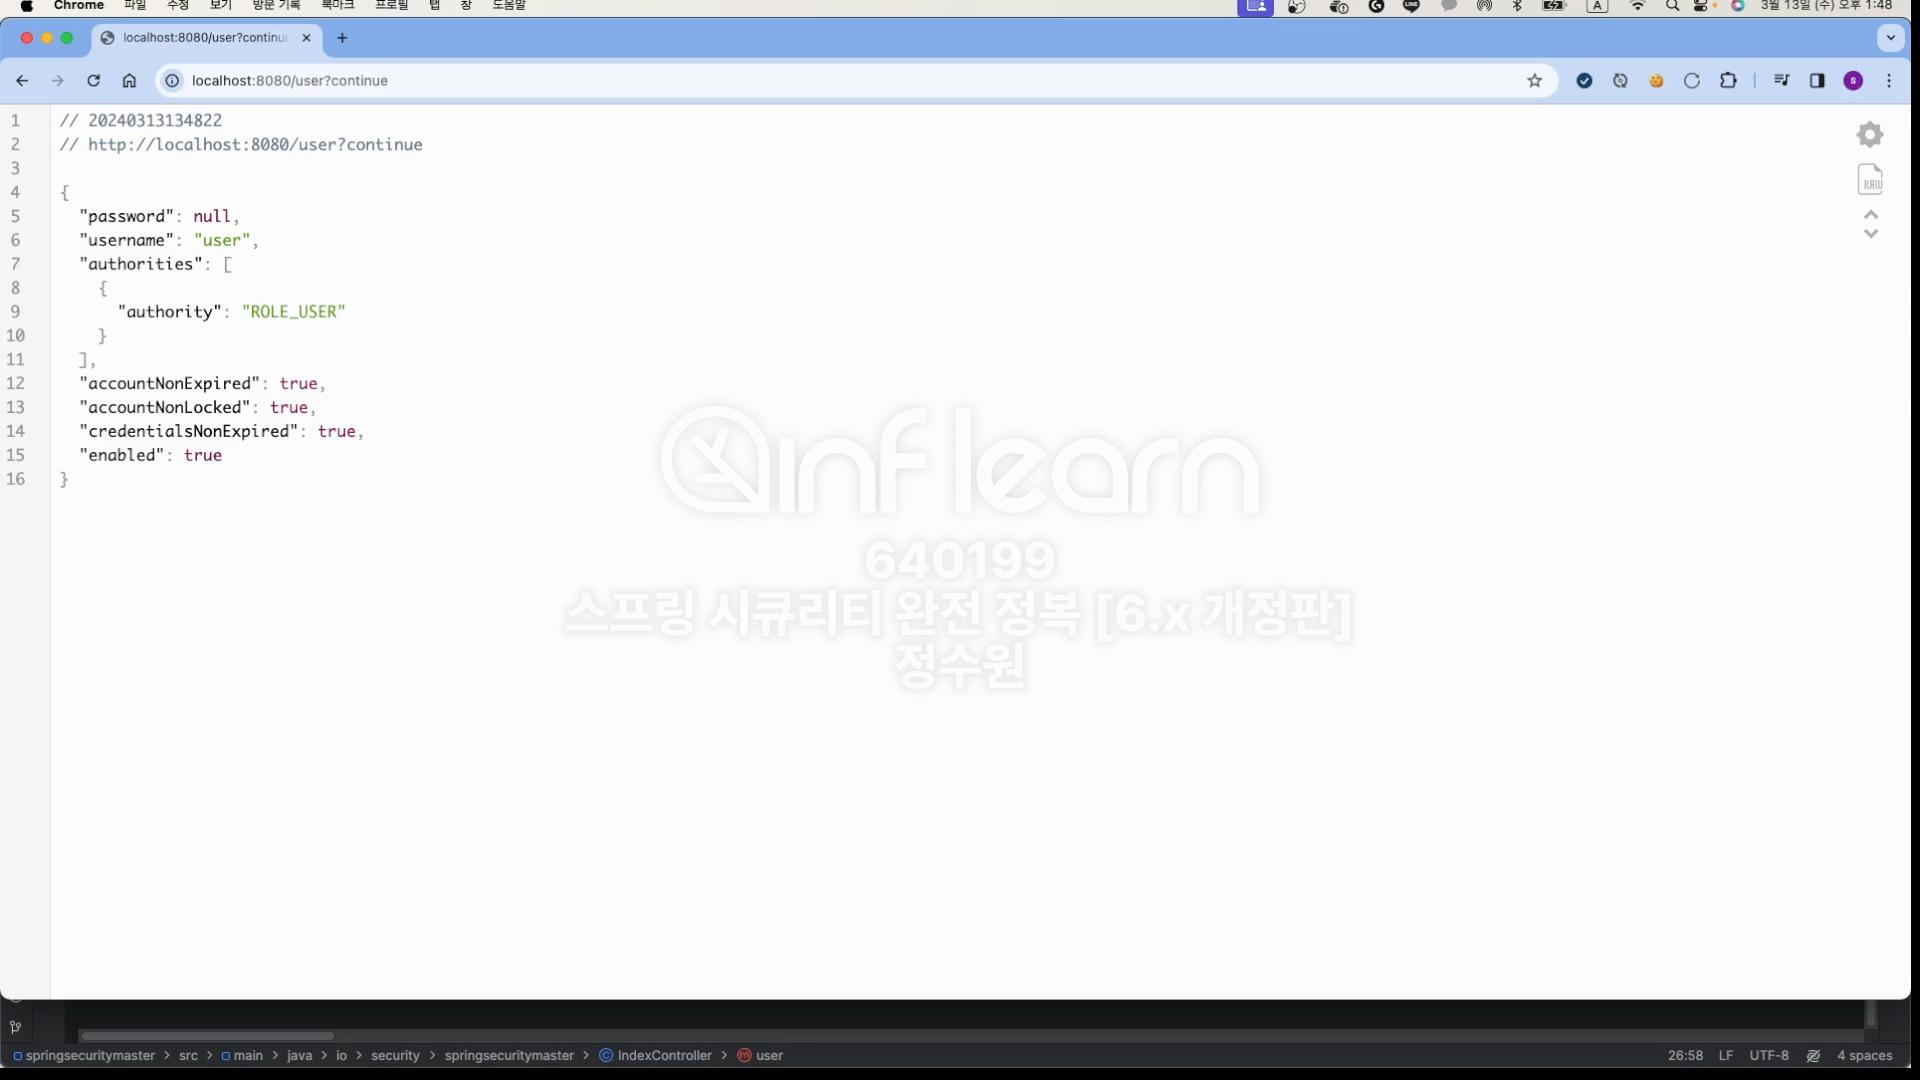 Chrome 파일 수정 보기 방문 기록 북마크 프로필 탭 창 도움말 A 3월 13일 (수) 오후 1:48
localhost:8080/user?continu
localhost:8080/user?continue
1 // 20240313134822
2 // http://localhost:8080/user?continue
3
4 {
5 "password": null,
6 "username": "user",
7 "authorities": [
8 {
9 "authority": "ROLE_USER"
10 }
11 ],
12 "accountNonExpired": true,
13 "accountNonLocked": true,
14 "credentialsNonExpired": true,
15 "enabled": true
16 }
RAW
inflearn
640199
스프링 시큐리티 완전 정복 [6.x 개정판]
정수원
springsecuritymaster > src > main > java > io > security > springsecuritymaster > IndexController > user 26:58 LF UTF-8 4 spaces